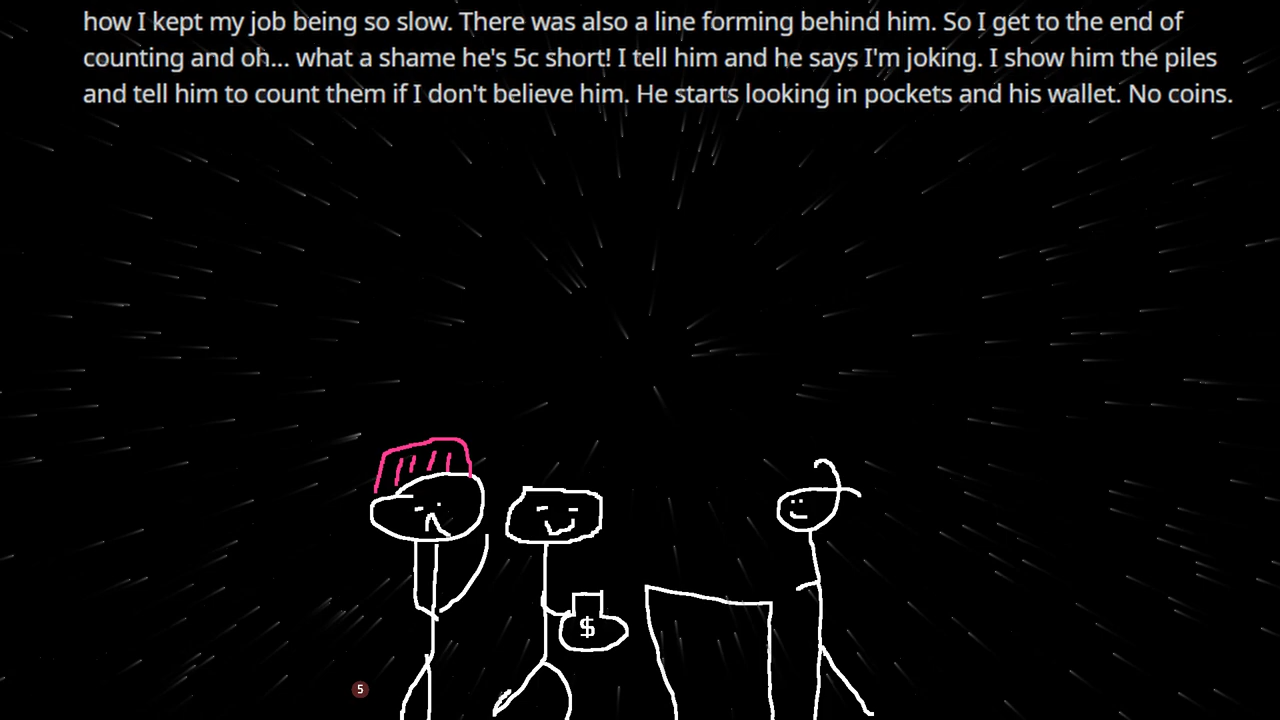 how I kept my job being so slow. There was also a line forming behind him. So I get to the end of
counting and oh... what a shame he's 5c short! I tell him and he says I'm joking. I show him the piles
and tell him to count them if I don't believe him. He starts looking in pockets and his wallet. No coins.
$
5